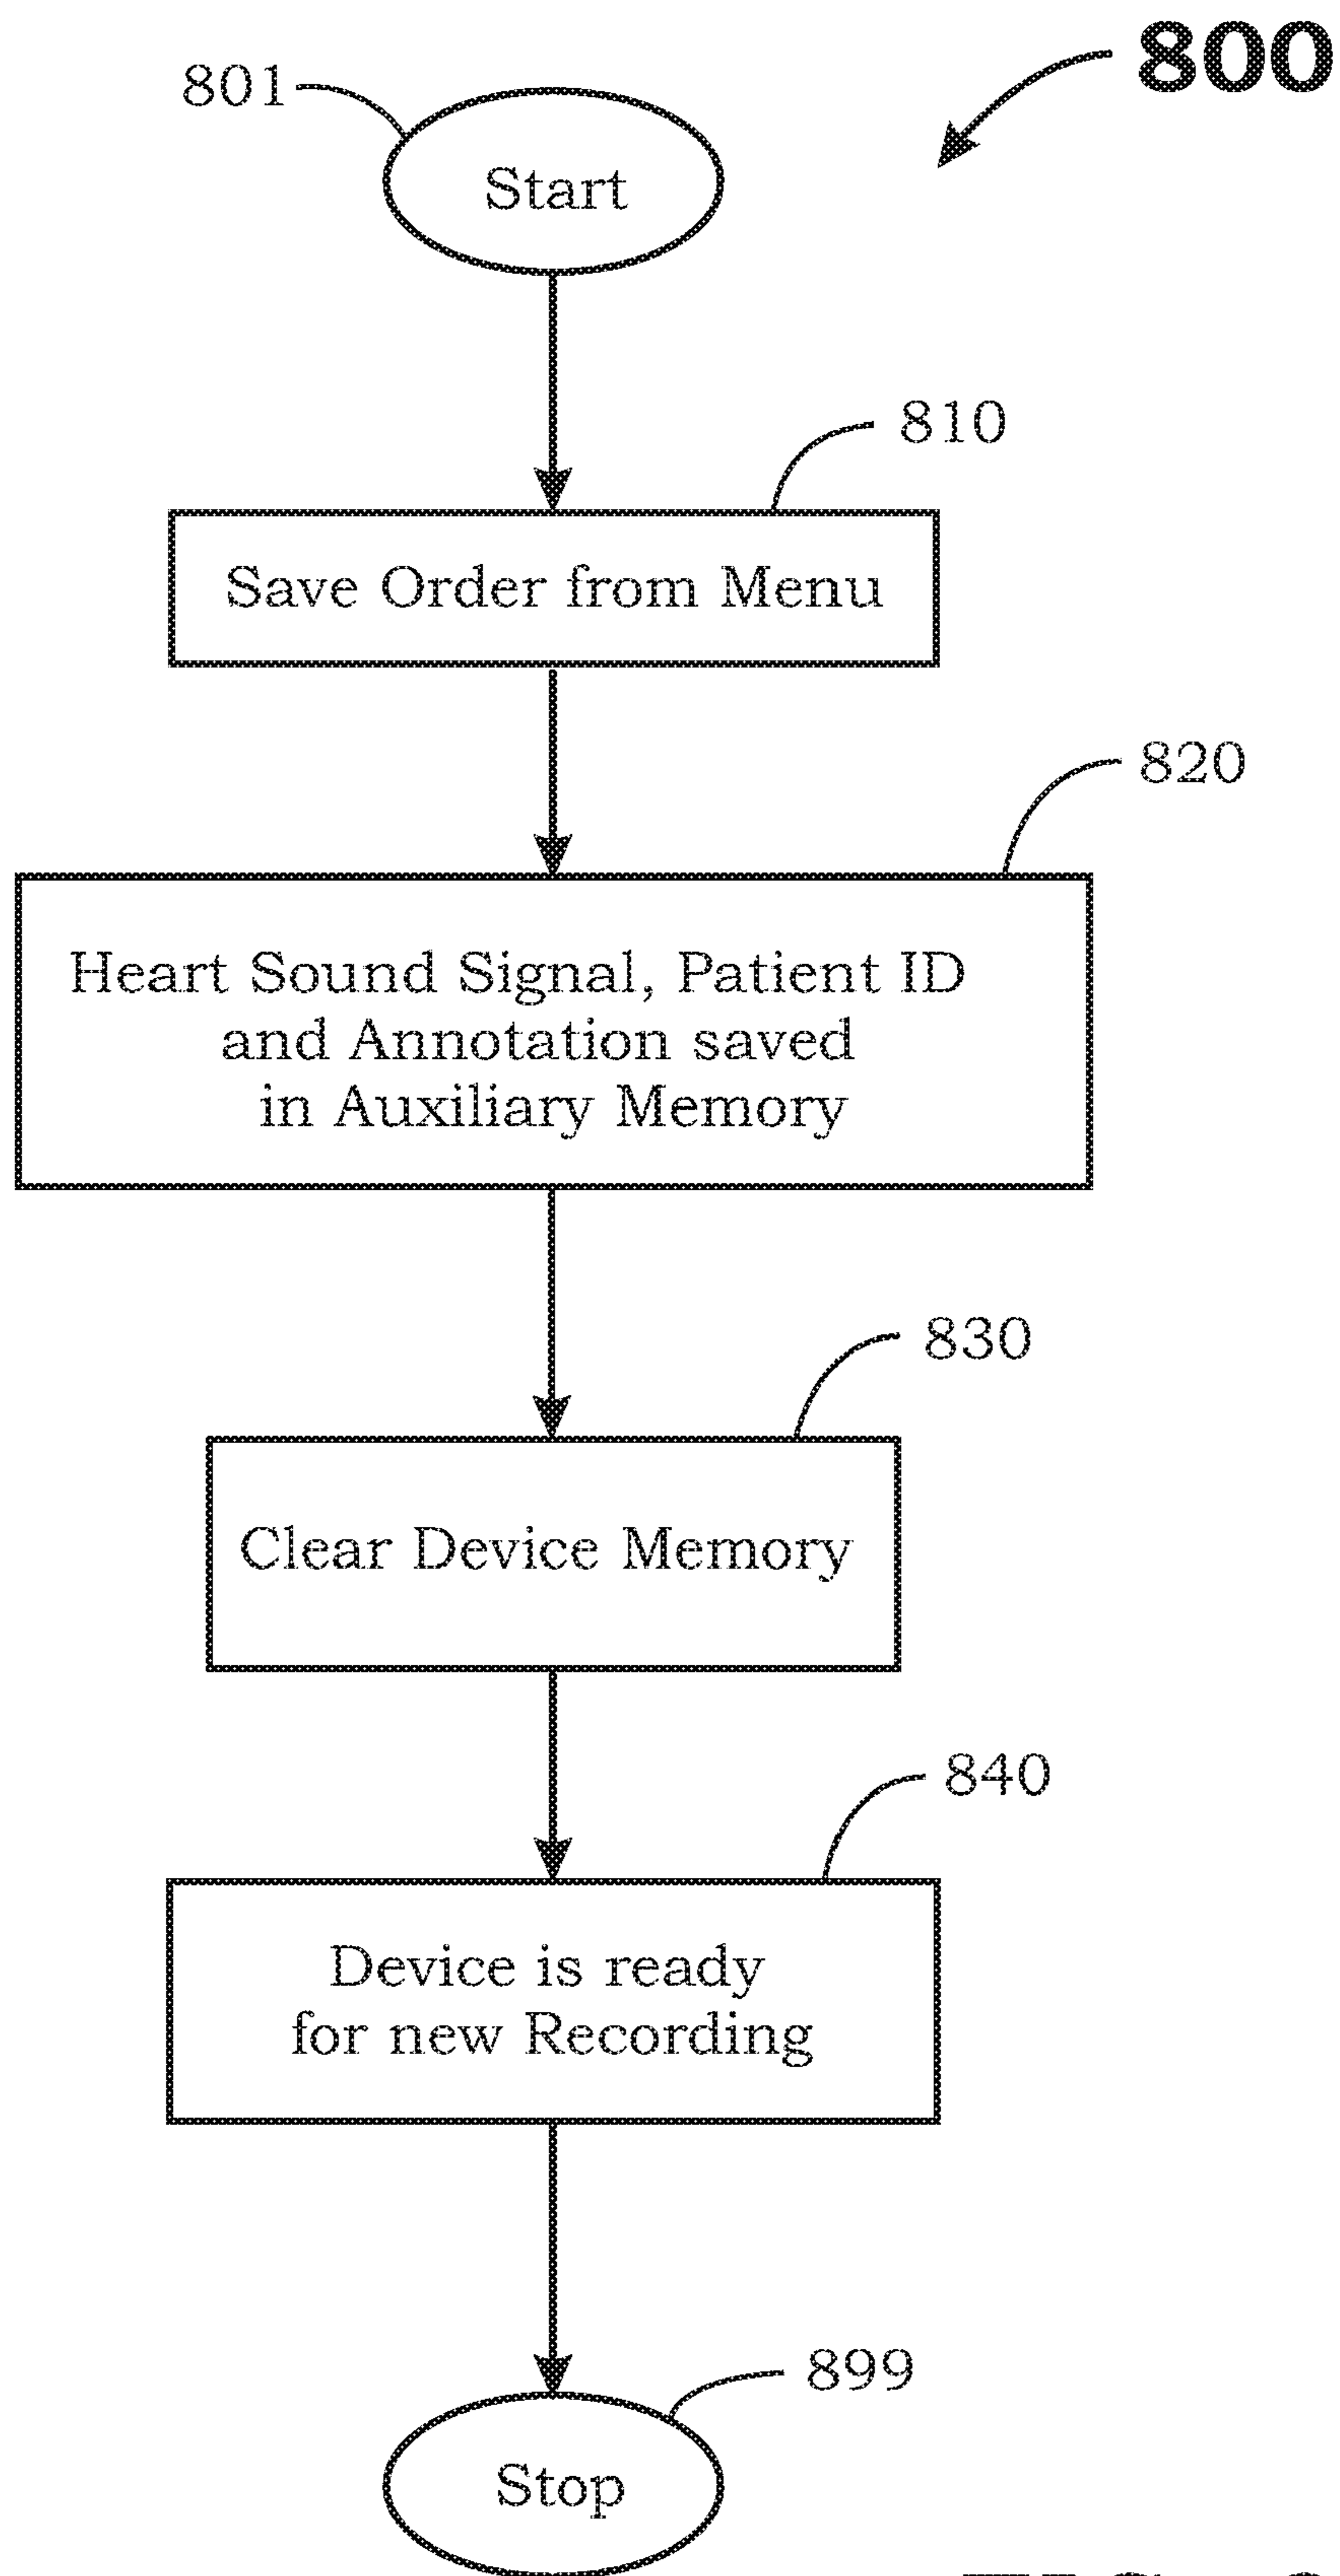 800
801
Start
810
Save Order from Menu
820
Heart Sound Signal, Patient ID
and Annotation saved
in Auxiliary Memory
830
Clear Device Memory
840
Device is ready
for new Recording
899
Stop